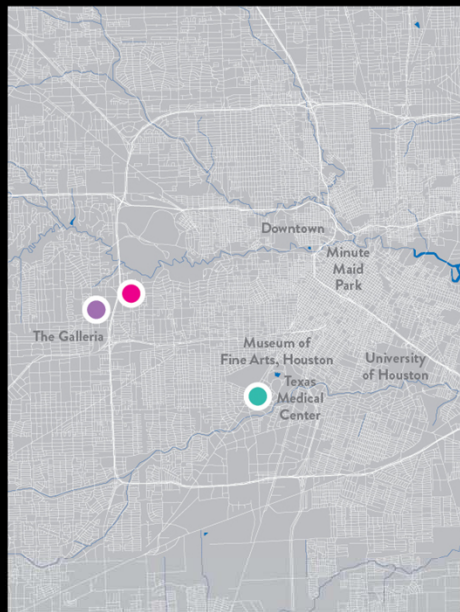 Downtown
Minute
Maid
Park
The Galleria
Museum of
Fine Arts, Houston
University
of Houston
Texas
Medical
Center